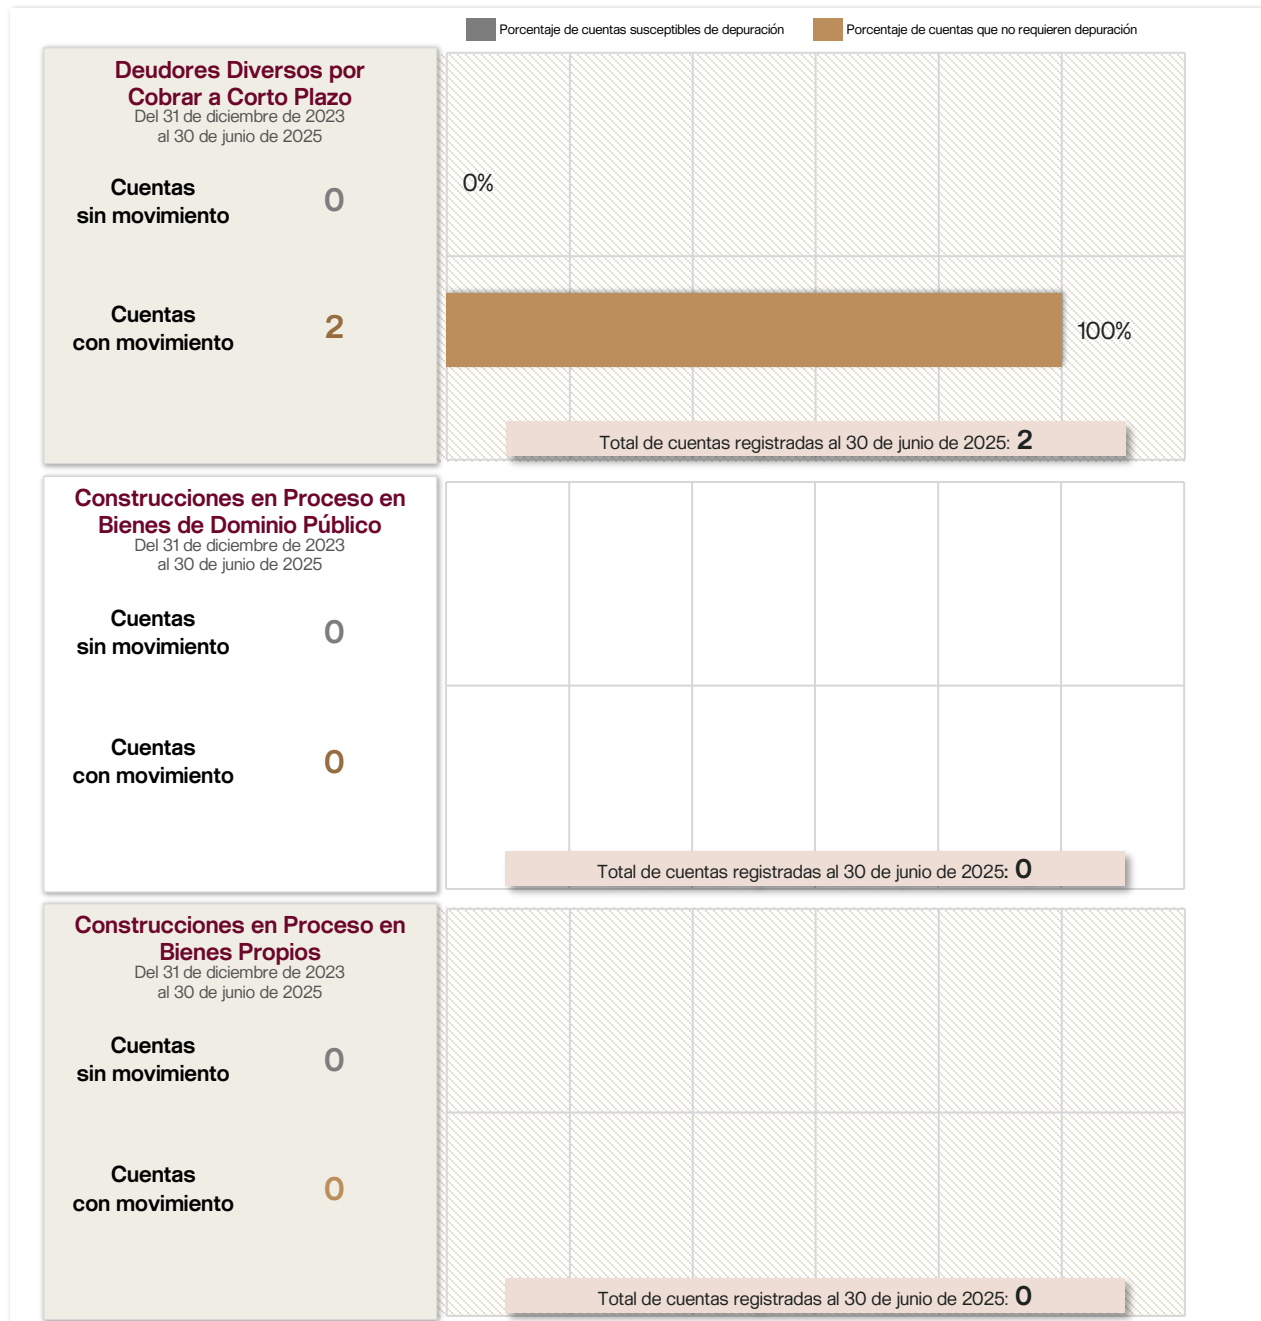 Porcentaje de cuentas susceptibles de depuración
Porcentaje de cuentas que no requieren depuración
Deudores Diversos por
Cobrar a Corto Plazo
Del 31 de diciembre de 2023
al 30 de junio de 2025
Cuentas
sin movimiento
0
0%
Cuentas
con movimiento
2
100%
Total de cuentas registradas al 30 de junio de 2025: 2
Construcciones en Proceso en
Bienes de Dominio Público
Del 31 de diciembre de 2023
al 30 de junio de 2025
Cuentas
sin movimiento
0
Cuentas
con movimiento
0
Total de cuentas registradas al 30 de junio de 2025: 0
Construcciones en Proceso en
Bienes Propios
Del 31 de diciembre de 2023
al 30 de junio de 2025
Cuentas
sin movimiento
0
Cuentas
con movimiento
0
Total de cuentas registradas al 30 de junio de 2025: 0